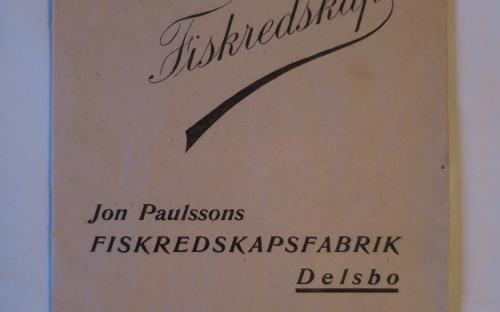 Fiskredskap
Jon Paulssons
FISKREDSKAPSFABRIK
Delsbo